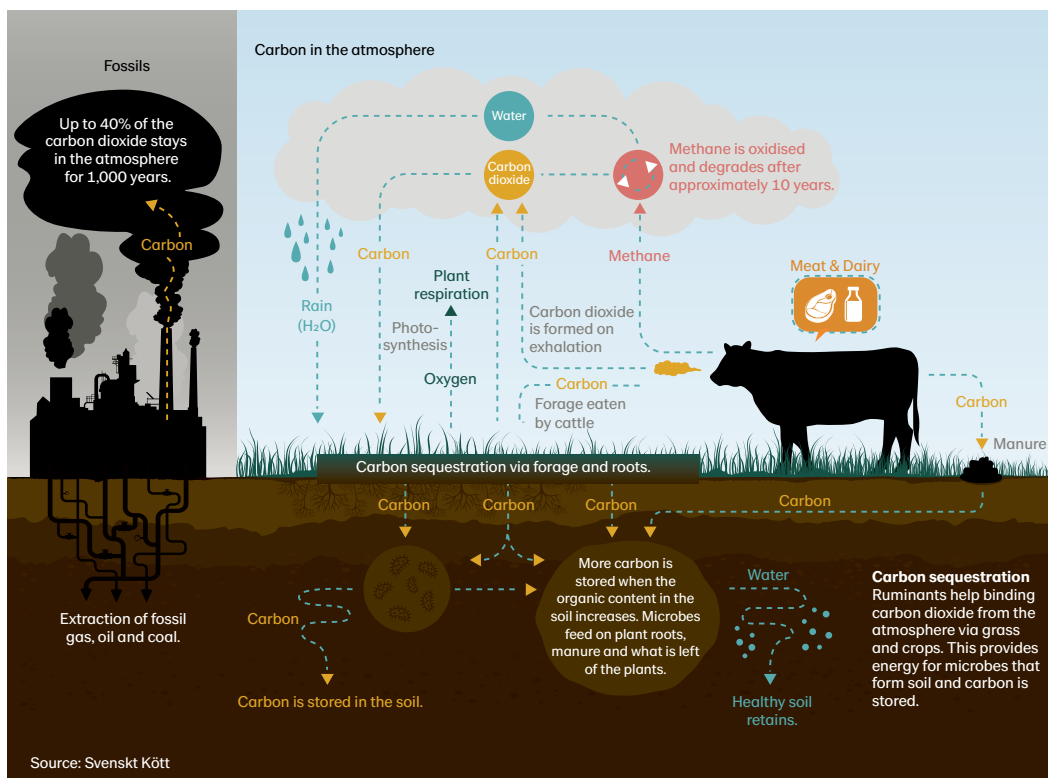 Fossils
Up to 40% of the
carbon dioxide stays
in the atmosphere
for 1,000 years.
Carbon
Extraction of fossil
gas, oil and coal.
Carbon in the atmosphere
Water
Carbon
dioxide
Methane is oxidised
and degrades after
approximately 10 years.
Rain
(H₂O)
Carbon
Photo-
synthesis
Plant
respiration
Oxygen
Carbon
Carbon dioxide
is formed on
exhalation
Methane
Carbon
Forage eaten
by cattle
Meat & Dairy
Carbon
Manure
Carbon sequestration via forage and roots.
Carbon
Carbon
Carbon
Carbon
Carbon
Carbon is stored in the soil.
More carbon is
stored when the
organic content in the
soil increases. Microbes
feed on plant roots,
manure and what is left
of the plants.
Water
Healthy soil
retains.
Carbon sequestration
Ruminants help binding
carbon dioxide from the
atmosphere via grass
and crops. This provides
energy for microbes that
form soil and carbon is
stored.
Source: Svenskt Kött